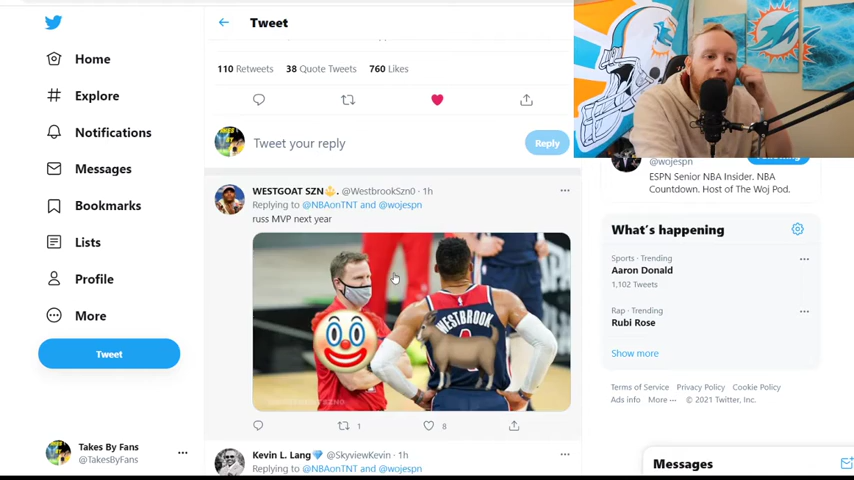 Tweet
110 Retweets 38 Quote Tweets 760 Likes
Home
Explore
Notifications
Messages
Bookmarks
Lists
Profile
More
Tweet
Takes By Fans
@TakesByFans
Tweet your reply
Reply
WESTGOAT SZN. @WestbrookSzn0 · 1h
Replying to @NBAonTNT and @wojespn
russ MVP next year
WESTBROOK
1
8
Kevin L. Lang @SkyviewKevin · 1h
Replying to @NBAonTNT and @wojespn
@wojespn
ESPN Senior NBA Insider. NBA
Countdown. Host of The Woj Pod.
What's happening
Sports · Trending
Aaron Donald
1,102 Tweets
Rap · Trending
Rubi Rose
Show more
Terms of Service Privacy Policy Cookie Policy
Ads info More ··· © 2021 Twitter, Inc.
Messages